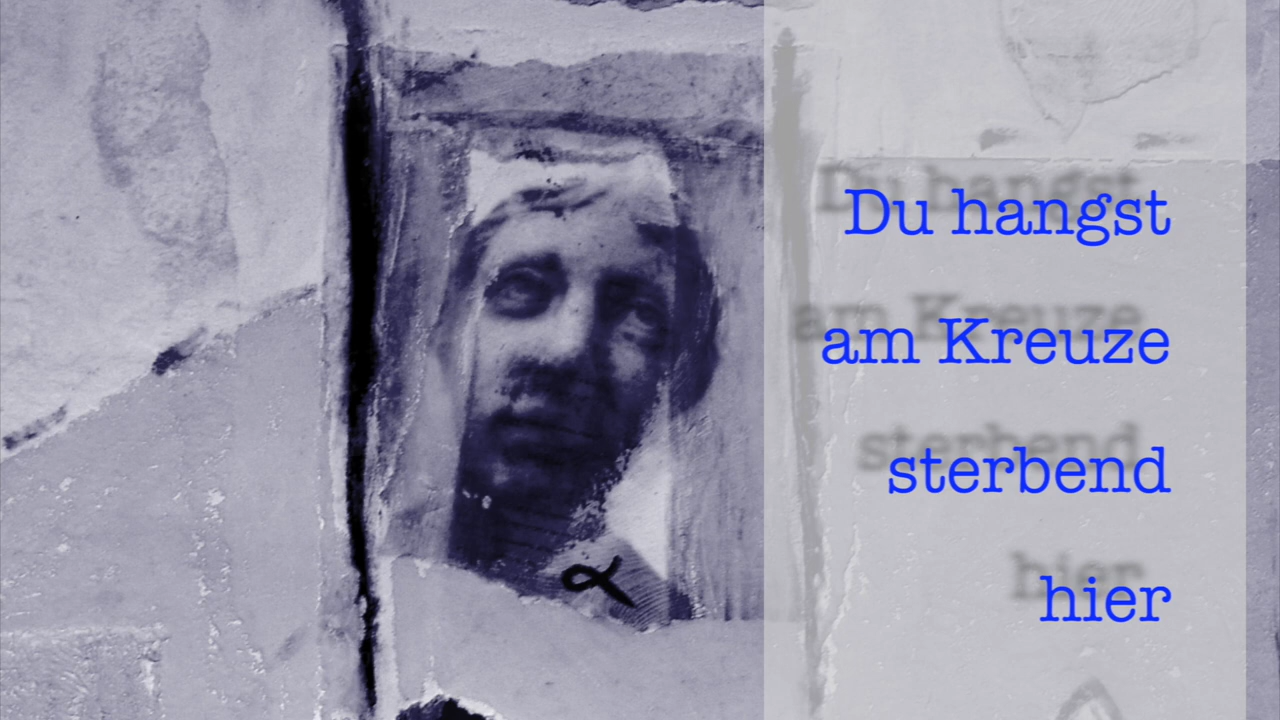 Du hangst
am Kreuze
sterbend
hier
α